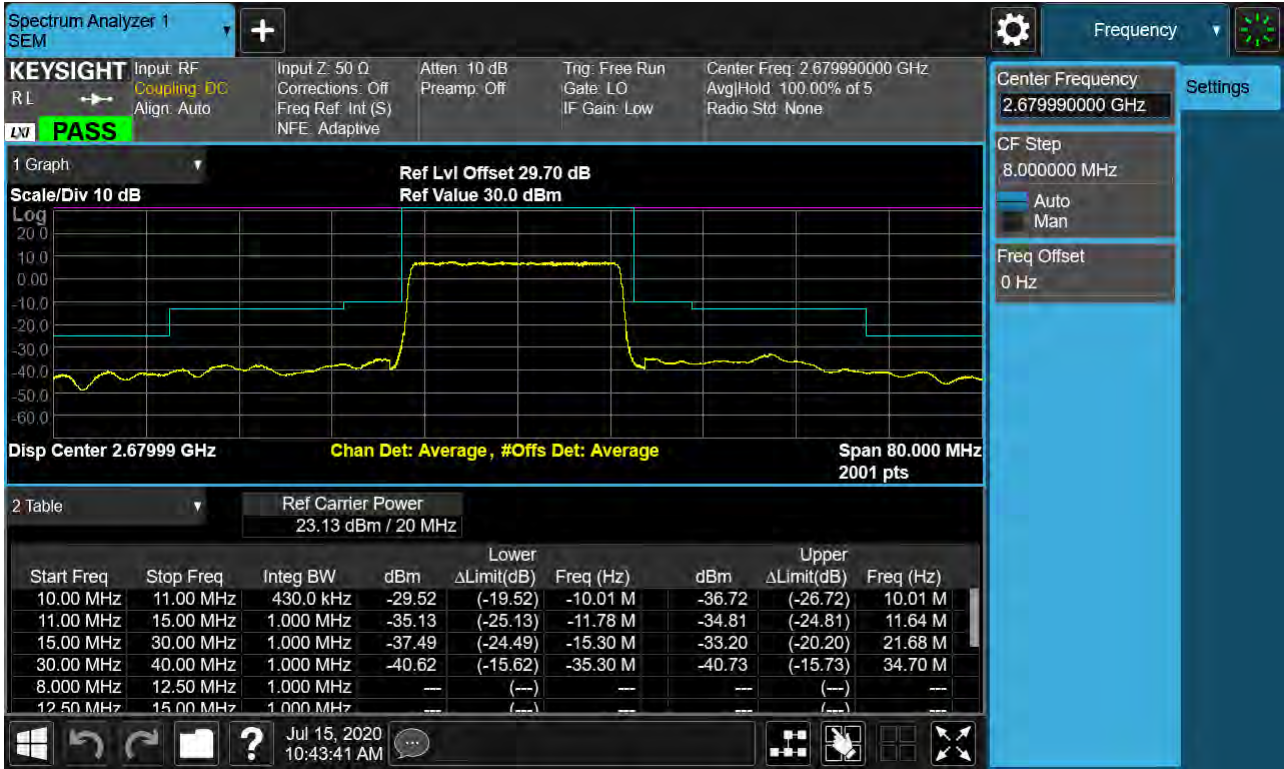 Spectrum Analyzer 1
SEM
Frequency
KEYSIGHT
RL
LXI
PASS
Input: RF
Coupling: DC
Align: Auto
Input Z: 50 Ω
Corrections: Off
Freq Ref: Int (S)
NFE: Adaptive
Atten: 10 dB
Preamp: Off
Trig: Free Run
Gate: LO
IF Gain: Low
Center Freq: 2.679990000 GHz
Avg|Hold: 100.00% of 5
Radio Std: None
Center Frequency
2.679990000 GHz
Settings
CF Step
8.000000 MHz
Auto
Man
Freq Offset
0 Hz
1 Graph
Scale/Div 10 dB
Ref Lvl Offset 29.70 dB
Ref Value 30.0 dBm
Log
20.0
10.0
0.00
-10.0
-20.0
-30.0
-40.0
-50.0
-60.0
Disp Center 2.67999 GHz
Chan Det: Average , #Offs Det: Average
Span 80.000 MHz
2001 pts
2 Table
Ref Carrier Power
23.13 dBm / 20 MHz
Lower Upper
Start Freq Stop Freq Integ BW dBm ΔLimit(dB) Freq (Hz) dBm ΔLimit(dB) Freq (Hz)
10.00 MHz 11.00 MHz 430.0 kHz -29.52 (-19.52) -10.01 M -36.72 (-26.72) 10.01 M
11.00 MHz 15.00 MHz 1.000 MHz -35.13 (-25.13) -11.78 M -34.81 (-24.81) 11.64 M
15.00 MHz 30.00 MHz 1.000 MHz -37.49 (-24.49) -15.30 M -33.20 (-20.20) 21.68 M
30.00 MHz 40.00 MHz 1.000 MHz -40.62 (-15.62) -35.30 M -40.73 (-15.73) 34.70 M
8.000 MHz 12.50 MHz 1.000 MHz --- (---) --- --- (---) ---
12.50 MHz 15.00 MHz 1.000 MHz --- (---) --- --- (---) ---
Jul 15, 2020
10:43:41 AM